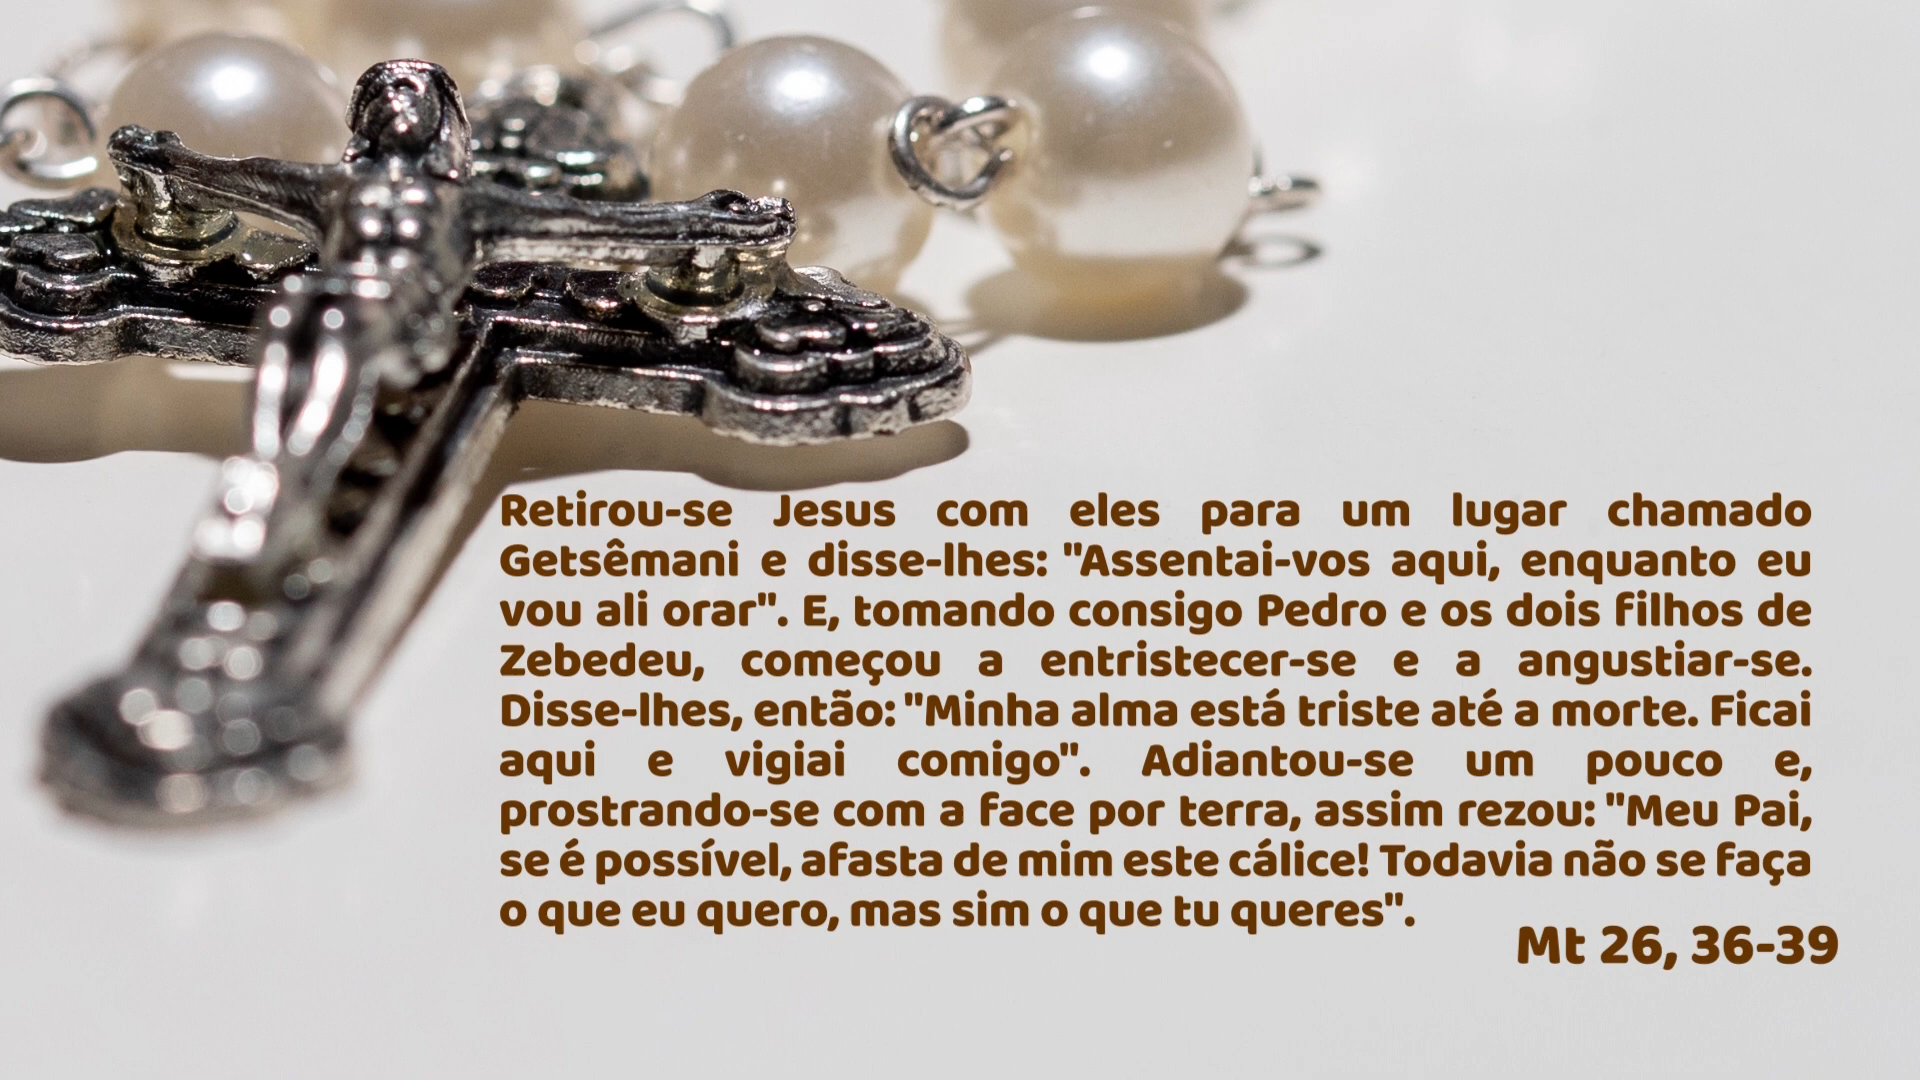 Retirou-se Jesus com eles para um lugar chamado
Getsêmani e disse-lhes: "Assentai-vos aqui, enquanto eu
vou ali orar". E, tomando consigo Pedro e os dois filhos de
Zebedeu, começou a entristecer-se e a angustiar-se.
Disse-lhes, então: "Minha alma está triste até a morte. Ficai
aqui e vigiai comigo". Adiantou-se um pouco e,
prostrando-se com a face por terra, assim rezou: "Meu Pai,
se é possível, afasta de mim este cálice! Todavia não se faça
o que eu quero, mas sim o que tu queres".
Mt 26, 36-39